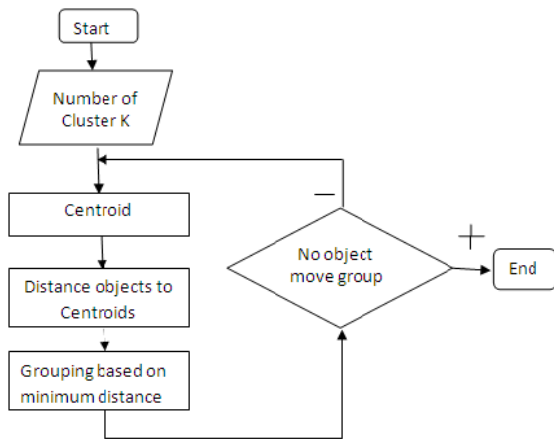 Start
Number of
Cluster K
Centroid
Distance objects to
Centroids
Grouping based on
minimum distance
No object
move group
−
+
End